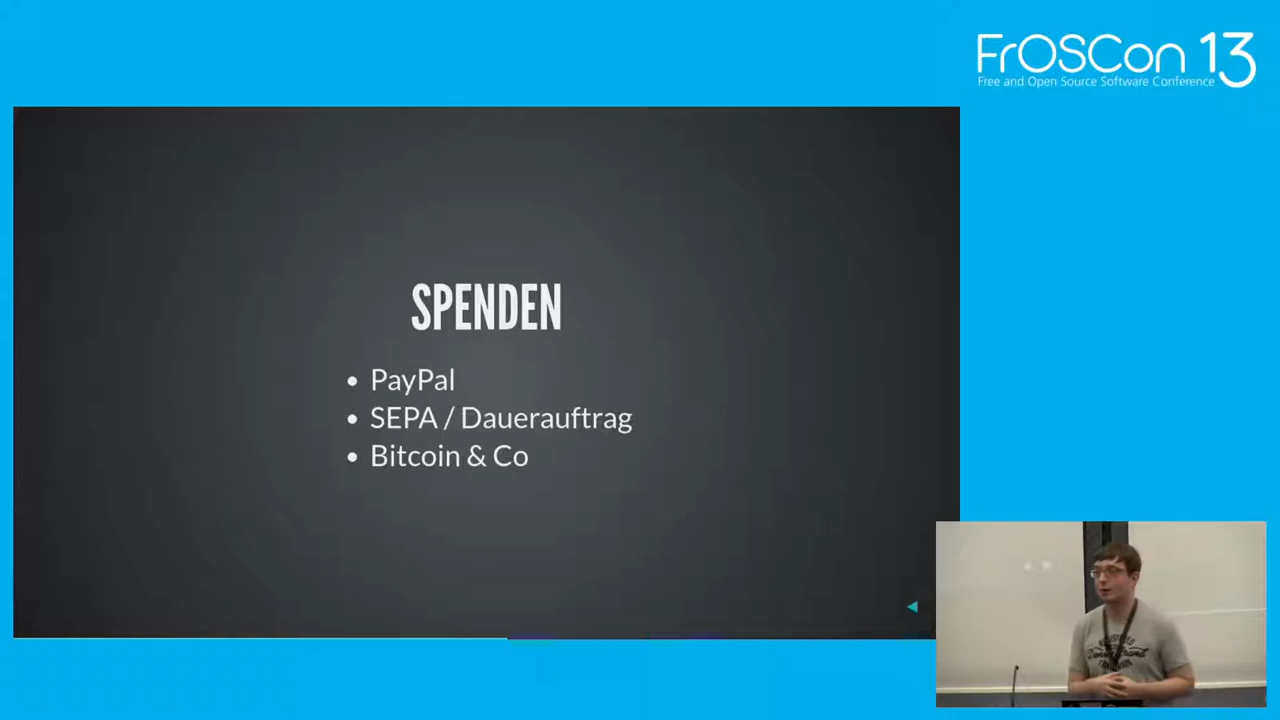 FrOSCon 13
Free and Open Source Software Conference
SPENDEN
• PayPal
• SEPA / Dauerauftrag
• Bitcoin & Co